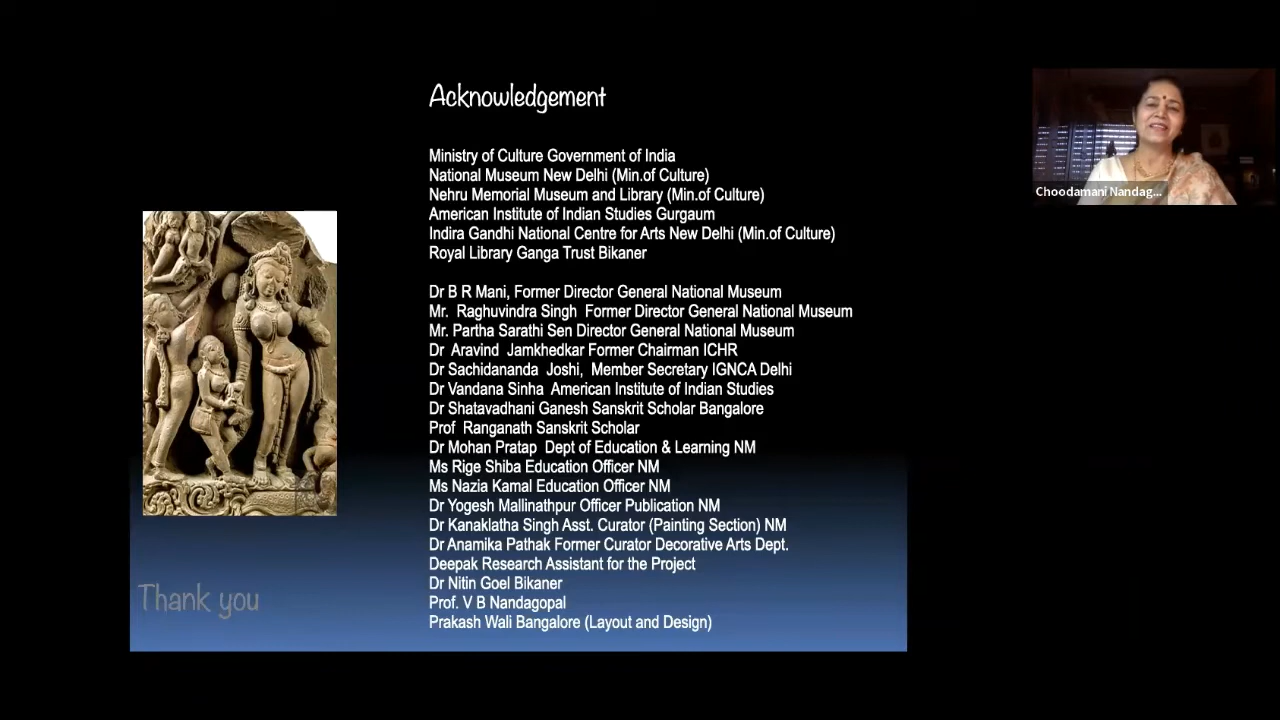 Acknowledgement
Ministry of Culture Government of India
National Museum New Delhi (Min.of Culture)
Nehru Memorial Museum and Library (Min.of Culture)
American Institute of Indian Studies Gurgaum
Indira Gandhi National Centre for Arts New Delhi (Min.of Culture)
Royal Library Ganga Trust Bikaner
Dr B R Mani, Former Director General National Museum
Mr. Raghuvindra Singh Former Director General National Museum
Mr. Partha Sarathi Sen Director General National Museum
Dr Aravind Jamkhedkar Former Chairman ICHR
Dr Sachidananda Joshi, Member Secretary IGNCA Delhi
Dr Vandana Sinha American Institute of Indian Studies
Dr Shatavadhani Ganesh Sanskrit Scholar Bangalore
Prof Ranganath Sanskrit Scholar
Dr Mohan Pratap Dept of Education & Learning NM
Ms Rige Shiba Education Officer NM
Ms Nazia Kamal Education Officer NM
Dr Yogesh Mallinathpur Officer Publication NM
Dr Kanaklatha Singh Asst. Curator (Painting Section) NM
Dr Anamika Pathak Former Curator Decorative Arts Dept.
Deepak Research Assistant for the Project
Dr Nitin Goel Bikaner
Prof. V B Nandagopal
Prakash Wali Bangalore (Layout and Design)
Thank you
Choodamani Nandag...